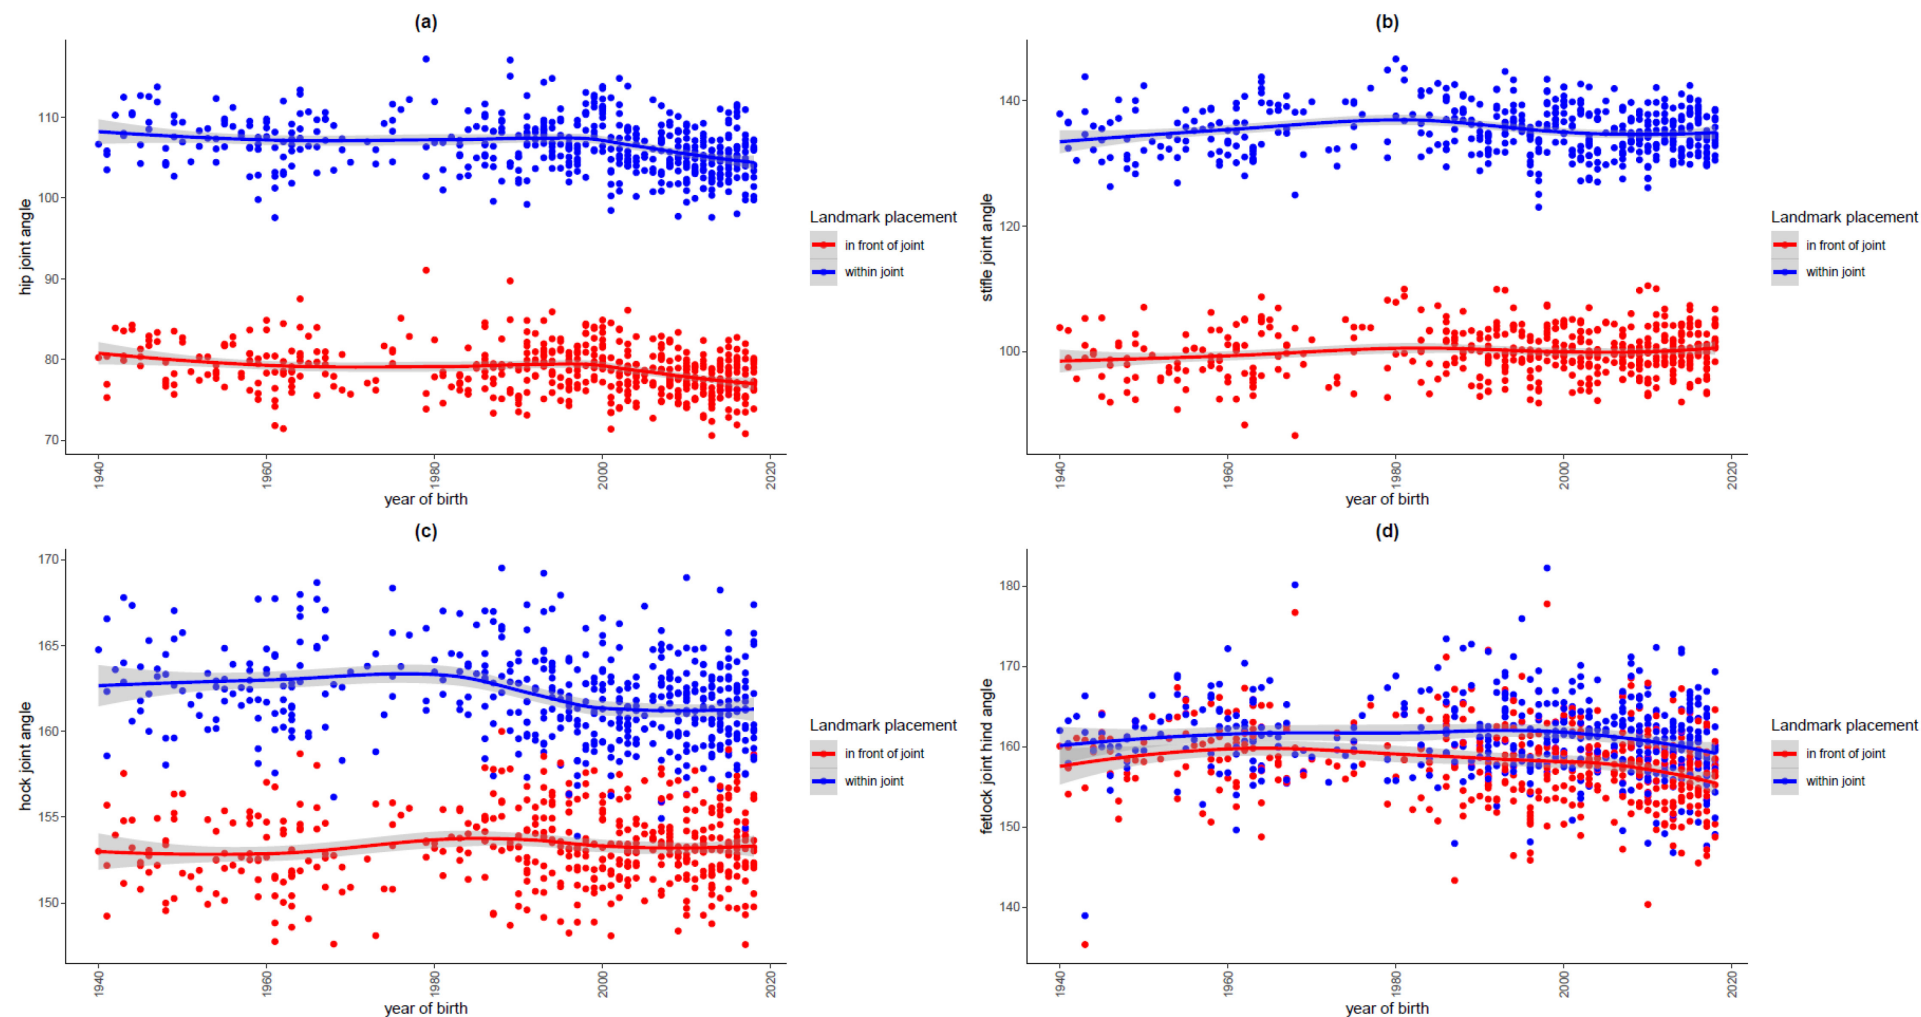 (a)
110
100
90
80
70
hip joint angle
1940
1960
1980
2000
2020
year of birth
Landmark placement
in front of joint
within joint
(b)
140
120
100
stifle joint angle
1940
1960
1980
2000
2020
year of birth
Landmark placement
in front of joint
within joint
(c)
170
165
160
155
150
hock joint angle
1940
1960
1980
2000
2020
year of birth
Landmark placement
in front of joint
within joint
(d)
180
170
160
150
140
fetlock joint hind angle
1940
1960
1980
2000
2020
year of birth
Landmark placement
in front of joint
within joint